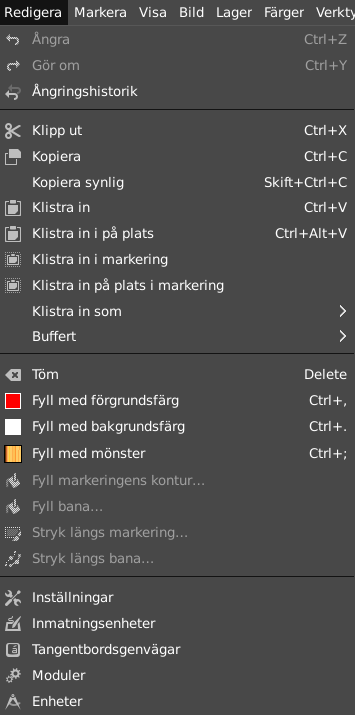 Redigera Markera Visa Bild Lager Färger Verkty
Ångra Ctrl+Z
Gör om Ctrl+Y
Ångringshistorik
Klipp ut Ctrl+X
Kopiera Ctrl+C
Kopiera synlig Skift+Ctrl+C
Klistra in Ctrl+V
Klistra in i på plats Ctrl+Alt+V
Klistra in i markering
Klistra in på plats i markering
Klistra in som
Buffert
Töm Delete
Fyll med förgrundsfärg Ctrl+,
Fyll med bakgrundsfärg Ctrl+.
Fyll med mönster Ctrl+;
Fyll markeringens kontur...
Fyll bana...
Stryk längs markering...
Stryk längs bana...
Inställningar
Inmatningsenheter
Tangentbordsgenvägar
Moduler
Enheter